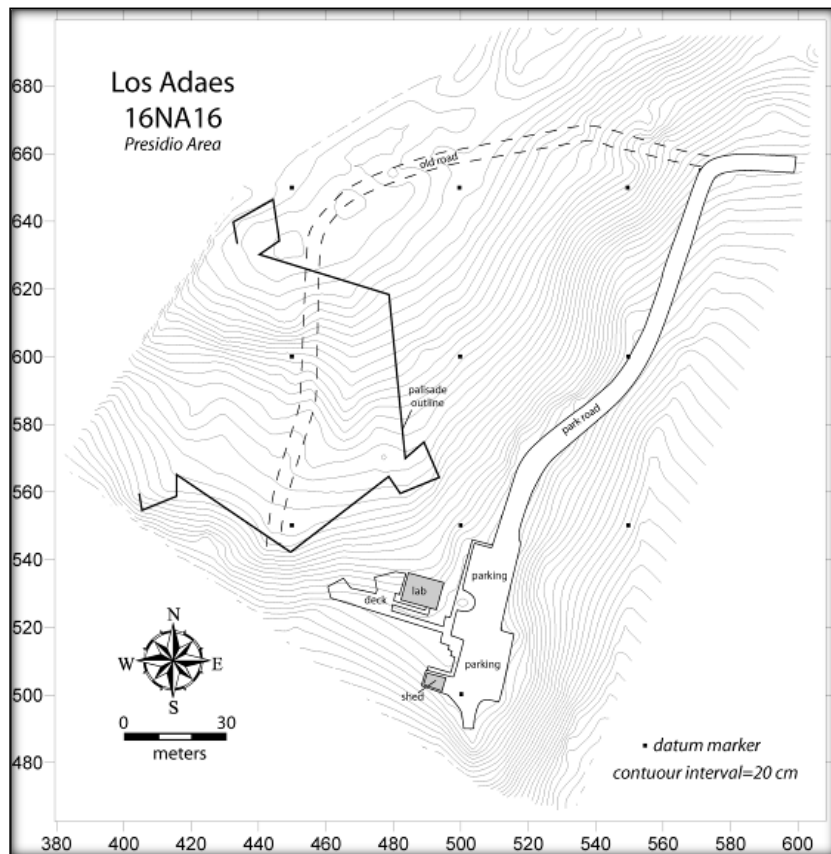 Los Adaes
16NA16
Presidio Area
680
660
640
620
600
580
560
540
520
500
480
old road
palisade
outline
park road
parking
lab
deck
parking
shed
N
W E
S
0 30
meters
datum marker
contuour interval=20 cm
380 400 420 440 460 480 500 520 540 560 580 600